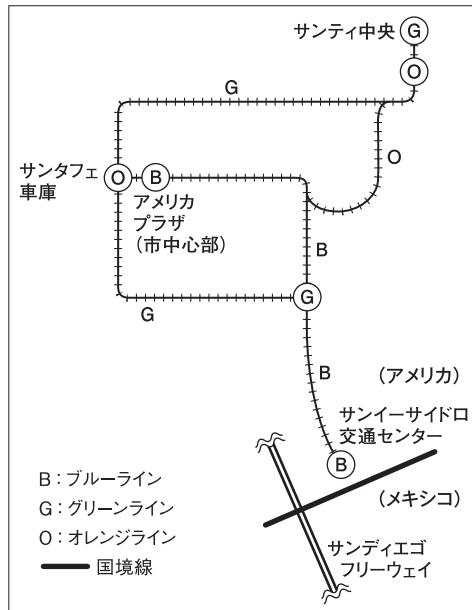 サンティ中央
G
O
G
O
サンタフェ
車庫
O
B
アメリカ
プラザ
(市中心部)
B
G
G
B
(アメリカ)
サンイーサイドロ
交通センター
B
(メキシコ)
B:ブルーライン
G:グリーンライン
O:オレンジライン
国境線
サンディエゴ
フリーウェイ